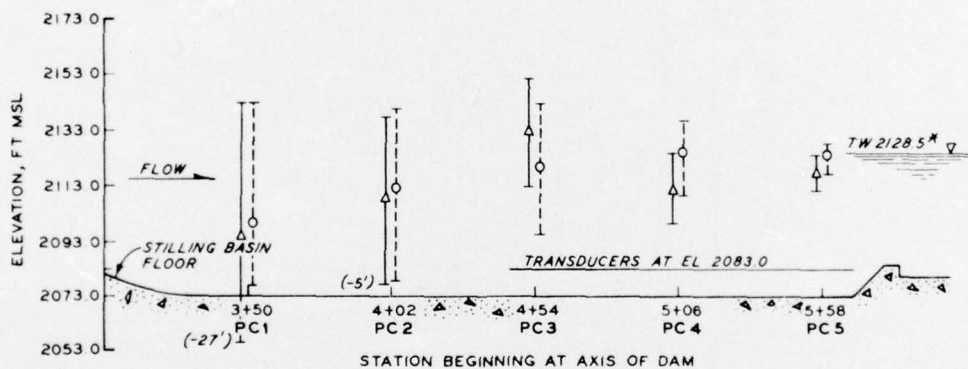 2173.0
2153.0
2133.0
2113.0
2093.0
2073.0
2053.0
ELEVATION, FT MSL
FLOW
STILLING BASIN
FLOOR
TW 2128.5*
TRANSDUCERS AT EL 2083.0
(-5')
(-27')
3+50 4+02 4+54 5+06 5+58
PC1 PC2 PC3 PC4 PC5
STATION BEGINNING AT AXIS OF DAM